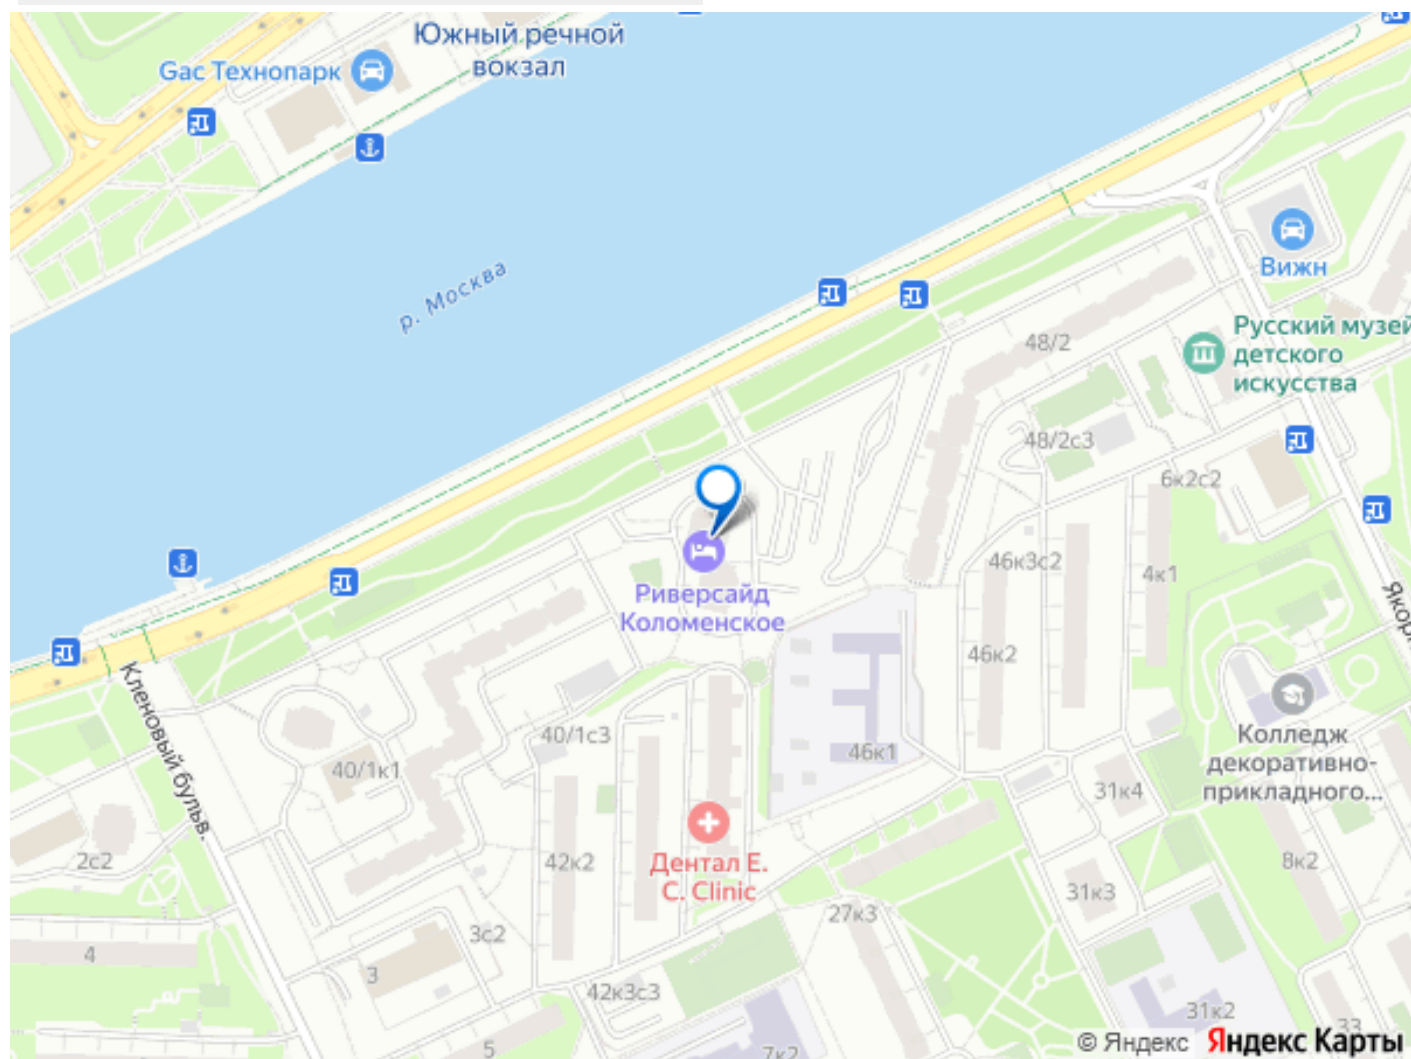 Южный речной
вокзал
Gac Технопарк
р. Москва
Вижн
Русский музей
детского
искусства
48/2
48/2с3
6к2с2
46к3с2
4к1
Риверсайд
Коломенское
46к2
Кленовый бульв.
40/1с3
46к1
40/1к1
Колледж
декоративно-
прикладного...
31к4
2с2
42к2
Дентал Е.
С. Clinic
8к2
31к3
27к3
3с2
4
3
42к3с3
31к2
33
5
7к2
© Яндекс Яндекс Карты